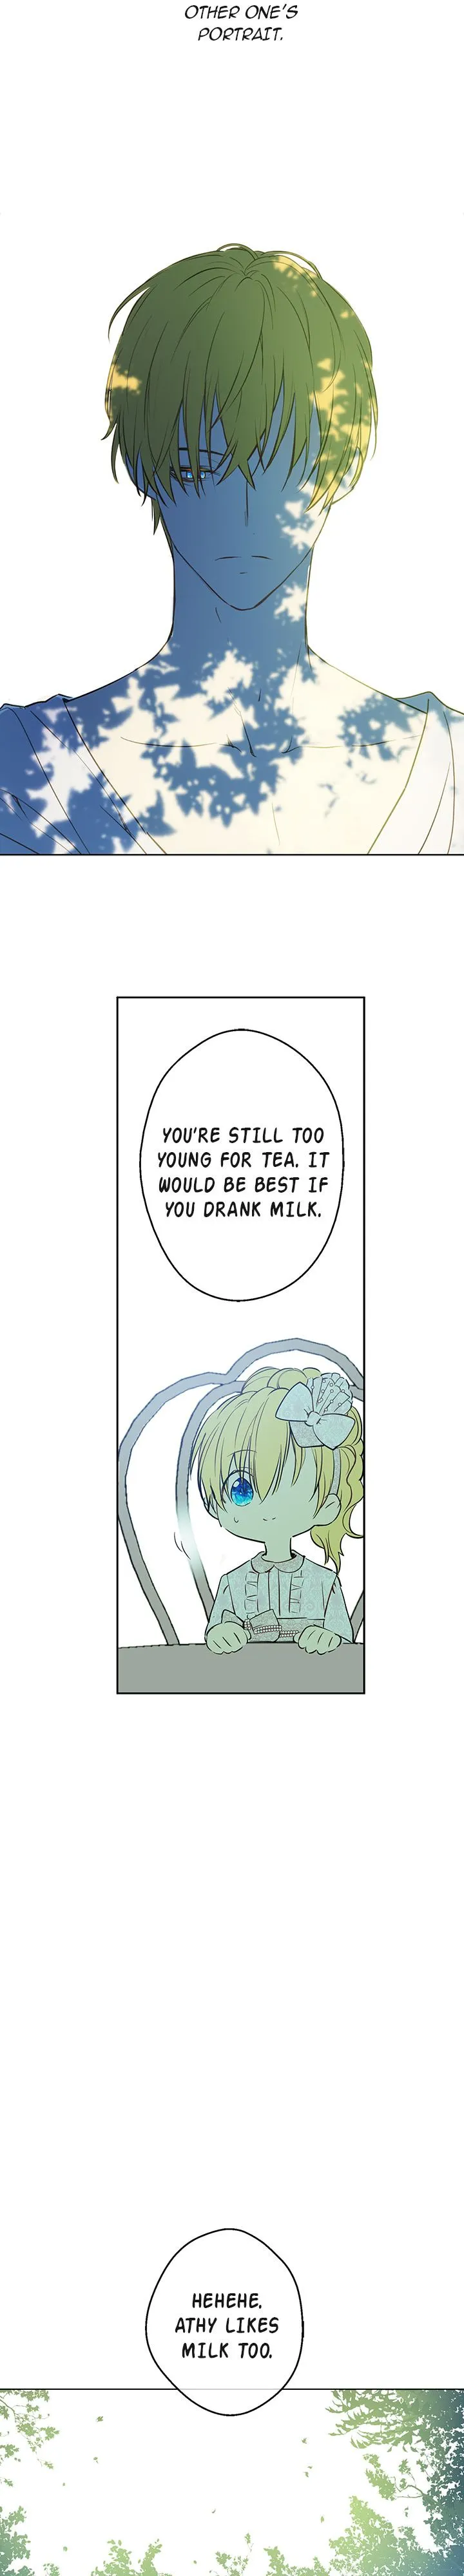 OTHER ONE'S
PORTRAIT.
YOU'RE STILL TOO
YOUNG FOR TEA. IT
WOULD BE BEST IF
YOU DRANK MILK.
HEHEHE.
ATHY LIKES
MILK TOO.